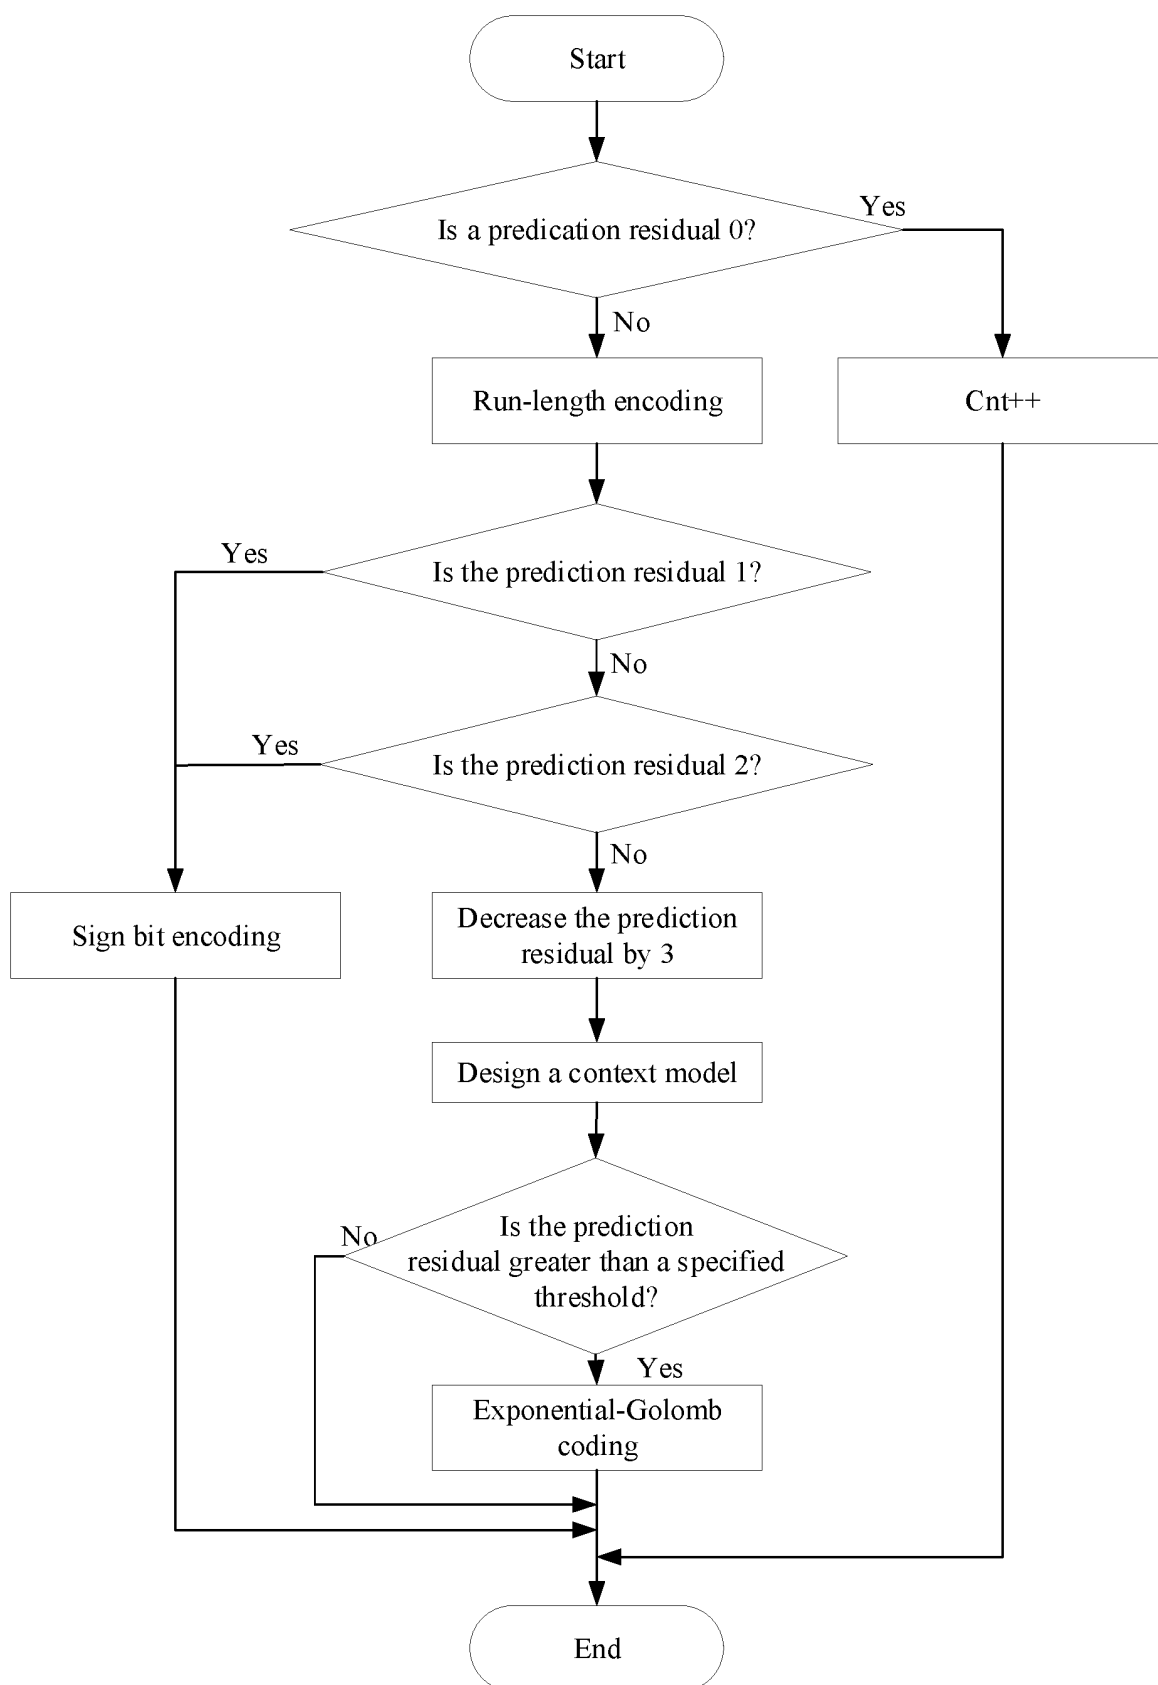 Start
Yes
Is a predication residual 0?
No
Run-length encoding
Cnt++
Yes
Is the prediction residual 1?
No
Yes
Is the prediction residual 2?
No
Sign bit encoding
Decrease the prediction
residual by 3
Design a context model
No
Is the prediction
residual greater than a specified
threshold?
Yes
Exponential-Golomb
coding
End